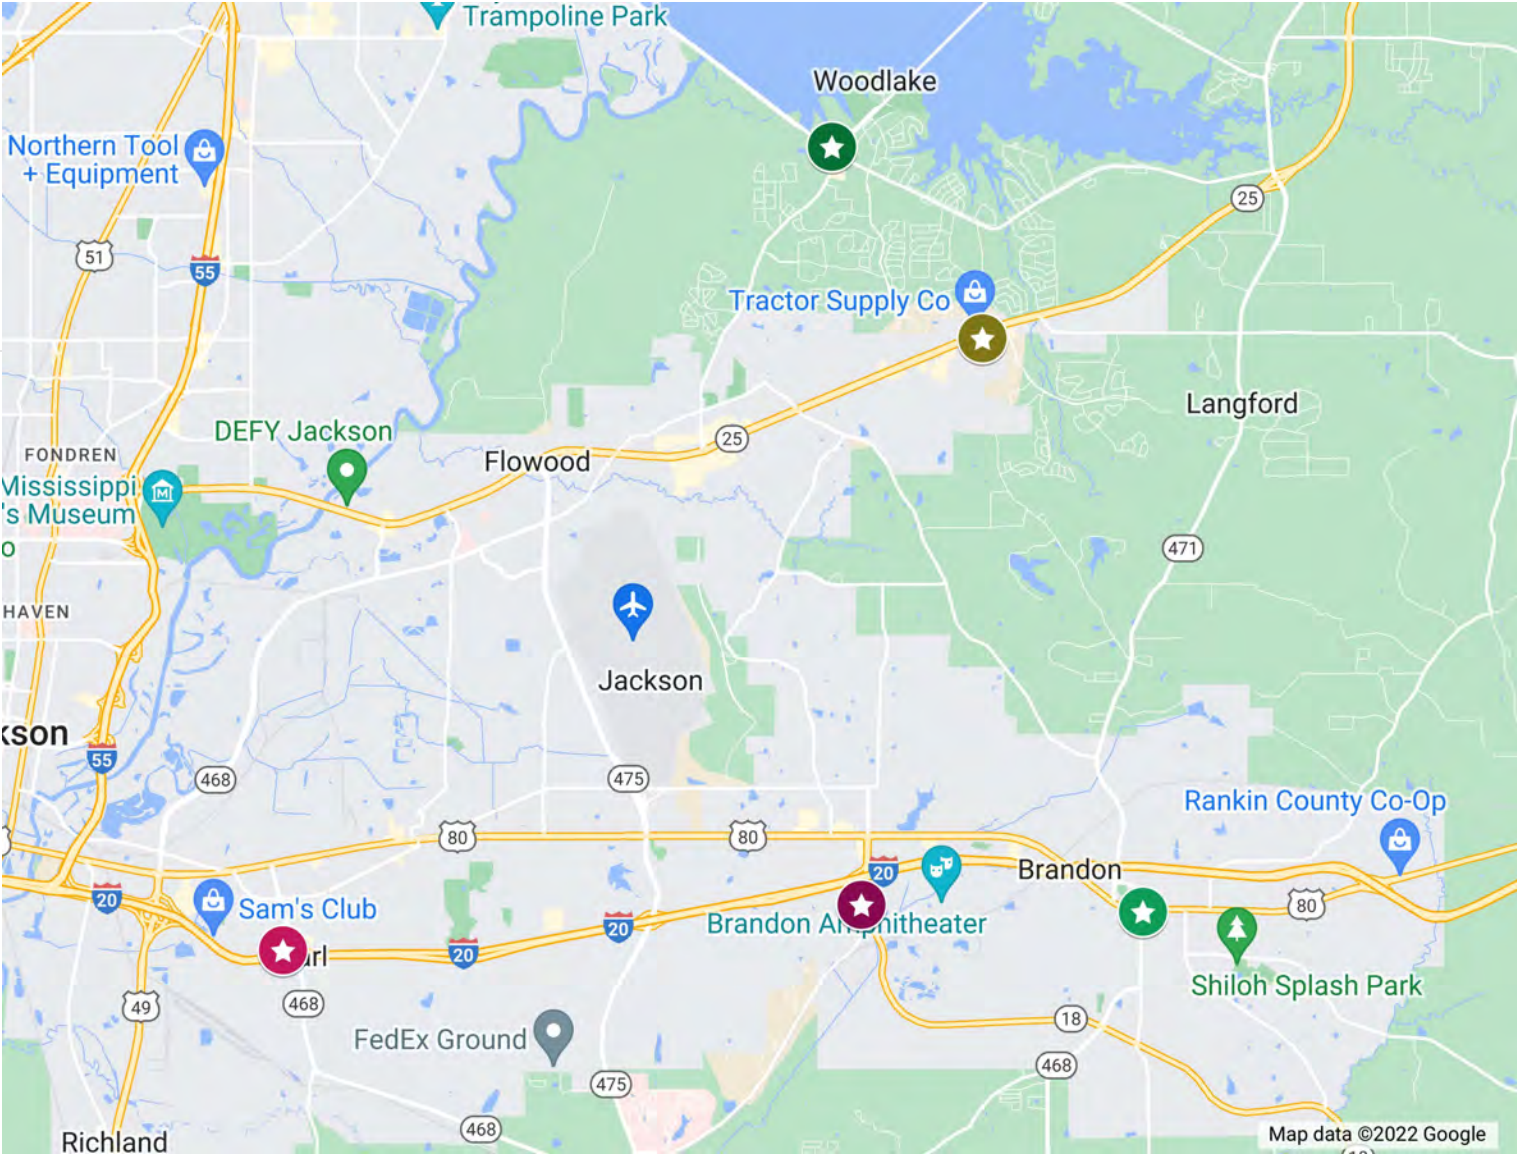 Trampoline Park
Woodlake
Northern Tool
+ Equipment
25
51
55
Tractor Supply Co
Langford
DEFY Jackson
25
FONDREN
Flowood
Mississippi
's Museum
o
471
HAVEN
Jackson
kson
55
468
475
Rankin County Co-Op
80
80
Brandon
20
20
Sam's Club
80
Brandon Amphitheater
20
20
rl
Shiloh Splash Park
468
49
18
FedEx Ground
468
475
468
Richland
Map data ©2022 Google